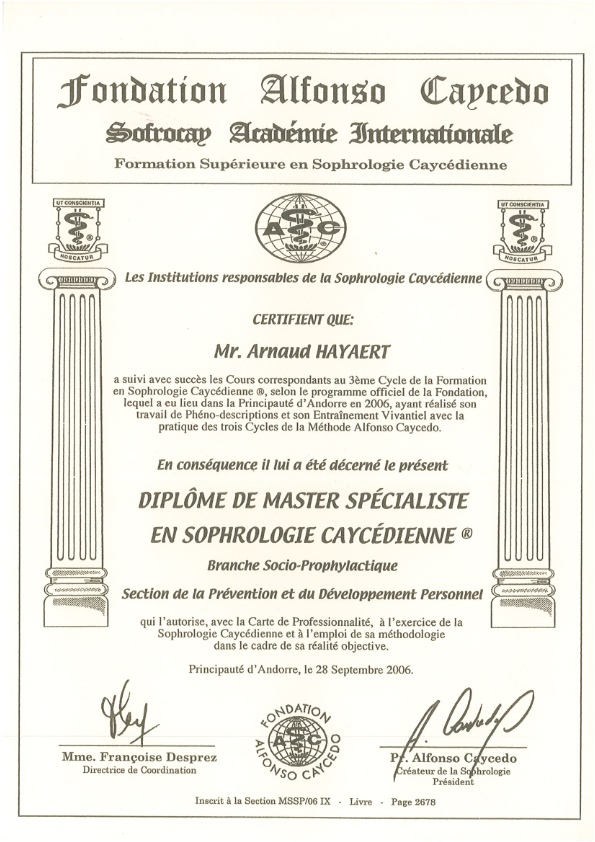 Fondation Alfonso Caycedo
Sofrocay Académie Internationale
Formation Supérieure en Sophrologie Caycédienne
UT CONSCIENTIA
NOSCATUR
®
A C
®
UT CONSCIENTIA
NOSCATUR
®
Les Institutions responsables de la Sophrologie Caycédienne
CERTIFIENT QUE:
Mr. Arnaud HAYAERT
a suivi avec succès les Cours correspondants au 3ème Cycle de la Formation
en Sophrologie Caycédienne ®, selon le programme officiel de la Fondation,
lequel a eu lieu dans la Principauté d'Andorre en 2006, ayant réalisé son
travail de Phéno-descriptions et son Entraînement Vivantiel avec la
pratique des trois Cycles de la Méthode Alfonso Caycedo.
En conséquence il lui a été décerné le présent
DIPLÔME DE MASTER SPÉCIALISTE
EN SOPHROLOGIE CAYCÉDIENNE ®
Branche Socio-Prophylactique
Section de la Prévention et du Développement Personnel
qui l'autorise, avec la Carte de Professionnalité, à l'exercice de la
Sophrologie Caycédienne et à l'emploi de sa méthodologie
dans le cadre de sa réalité objective.
Principauté d'Andorre, le 28 Septembre 2006.
Mme. Françoise Desprez
Directrice de Coordination
FONDATION
A C
ALFONSO CAYCEDO
Pr. Alfonso Caycedo
Créateur de la Sophrologie
Président
Inscrit à la Section MSSP/06 IX - Livre - Page 2678